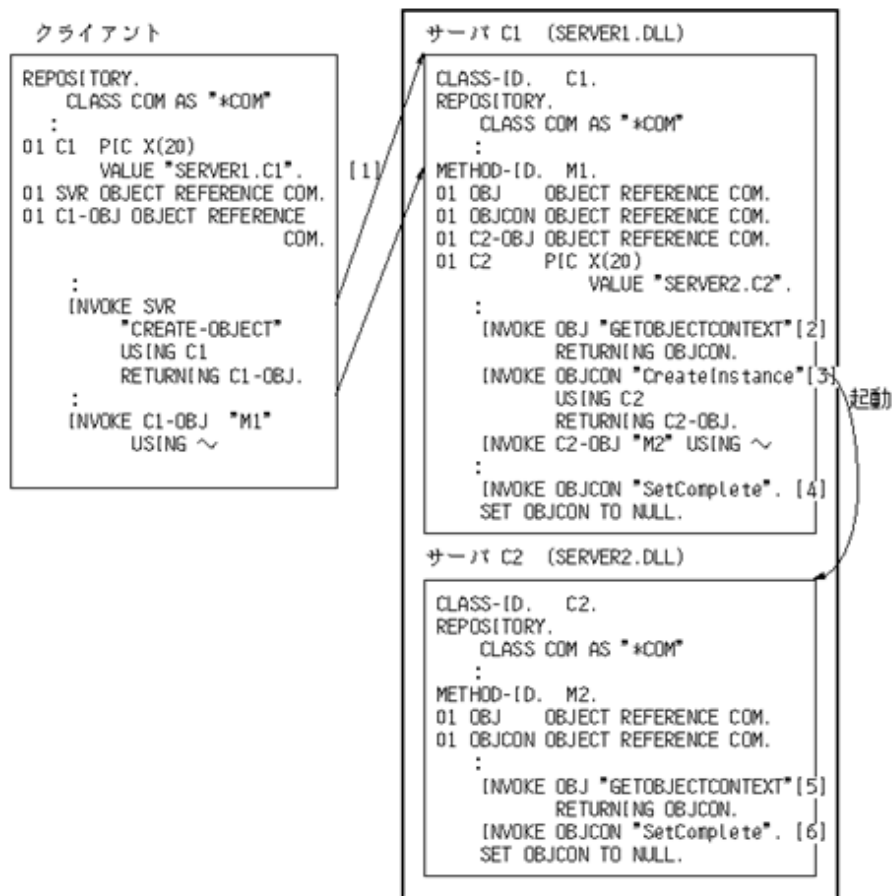 クライアント
REPOSITORY.
CLASS COM AS "*COM"
:
01 C1 PIC X(20)
VALUE "SERVER1.C1".
01 SVR OBJECT REFERENCE COM.
01 C1-OBJ OBJECT REFERENCE
COM.
:
INVOKE SVR
"CREATE-OBJECT"
USING C1
RETURNING C1-OBJ.
:
INVOKE C1-OBJ "M1"
USING ～
[1]
サーバ C1 (SERVER1.DLL)
CLASS-ID. C1.
REPOSITORY.
CLASS COM AS "*COM"
:
METHOD-ID. M1.
01 OBJ OBJECT REFERENCE COM.
01 OBJCON OBJECT REFERENCE COM.
01 C2-OBJ OBJECT REFERENCE COM.
01 C2 PIC X(20)
VALUE "SERVER2.C2".
:
INVOKE OBJ "GETOBJECTCONTEXT"[2]
RETURNING OBJCON.
INVOKE OBJCON "CreateInstance"[3]
USING C2
RETURNING C2-OBJ.
INVOKE C2-OBJ "M2" USING ～
:
INVOKE OBJCON "SetComplete". [4]
SET OBJCON TO NULL.
起動
サーバ C2 (SERVER2.DLL)
CLASS-ID. C2.
REPOSITORY.
CLASS COM AS "*COM"
:
METHOD-ID. M2.
01 OBJ OBJECT REFERENCE COM.
01 OBJCON OBJECT REFERENCE COM.
:
INVOKE OBJ "GETOBJECTCONTEXT"[5]
RETURNING OBJCON.
INVOKE OBJCON "SetComplete". [6]
SET OBJCON TO NULL.